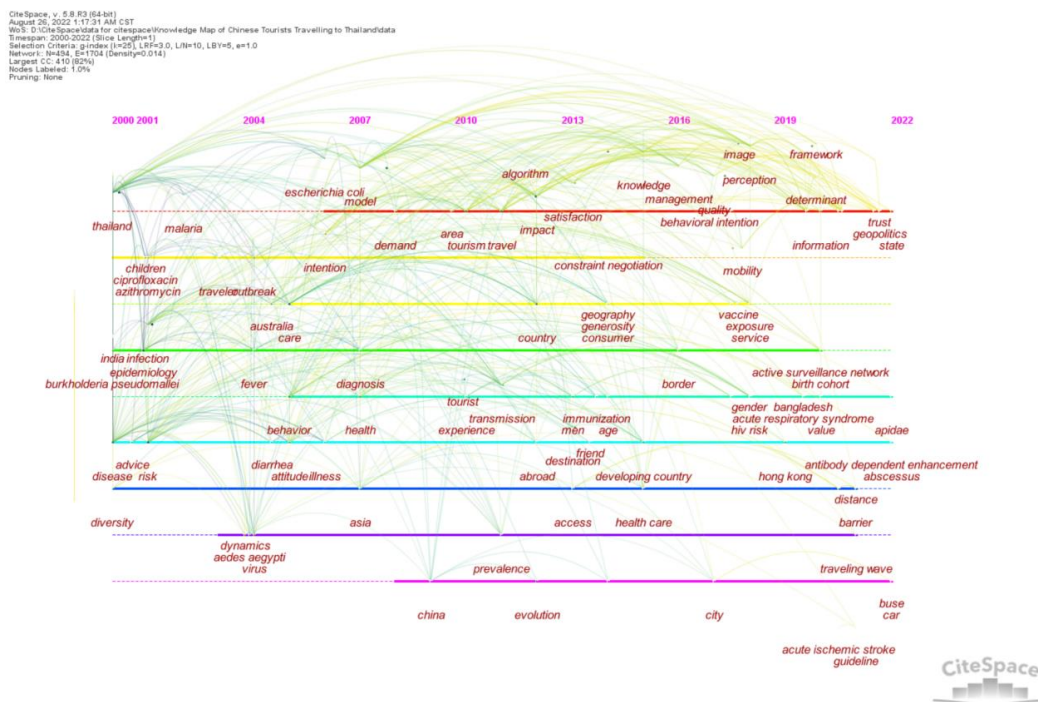 CiteSpace, v. 5.8.R3 (64-bit)
August 26, 2022 1:17:31 AM CST
WoS: D:\CiteSpace\data for citespace\Knowledge Map of Chinese Tourists Travelling to Thailand\data
Timespan: 2000-2022 (Slice Length=1)
Selection Criteria: g-index (k=25), LRF=3.0, L/N=10, LBY=5, e=1.0
Network: N=494, E=1704 (Density=0.014)
Largest CC: 410 (82%)
Nodes Labeled: 1.0%
Pruning: None
2000 2001 2004 2007 2010 2013 2016 2019 2022
image framework
algorithm
perception
knowledge
escherichia coli
model management determinant
quality
satisfaction
behavioral intention trust
thailand malaria
impact
area geopolitics
demand tourism travel information state
children intention constraint negotiation mobility
ciprofloxacin
azithromycin traveler outbreak
geography vaccine
australia generosity exposure
care country consumer service
india infection
epidemiology active surveillance network
burkholderia pseudomallei fever diagnosis border birth cohort
tourist gender bangladesh
transmission immunization acute respiratory syndrome
behavior health experience men age hiv risk value apidae
friend
advice diarrhea destination antibody dependent enhancement
disease risk attitude illness abroad developing country hong kong abscessus
distance
diversity asia access health care barrier
dynamics
aedes aegypti
virus prevalence traveling wave
buse
china evolution city car
acute ischemic stroke
guideline
CiteSpace